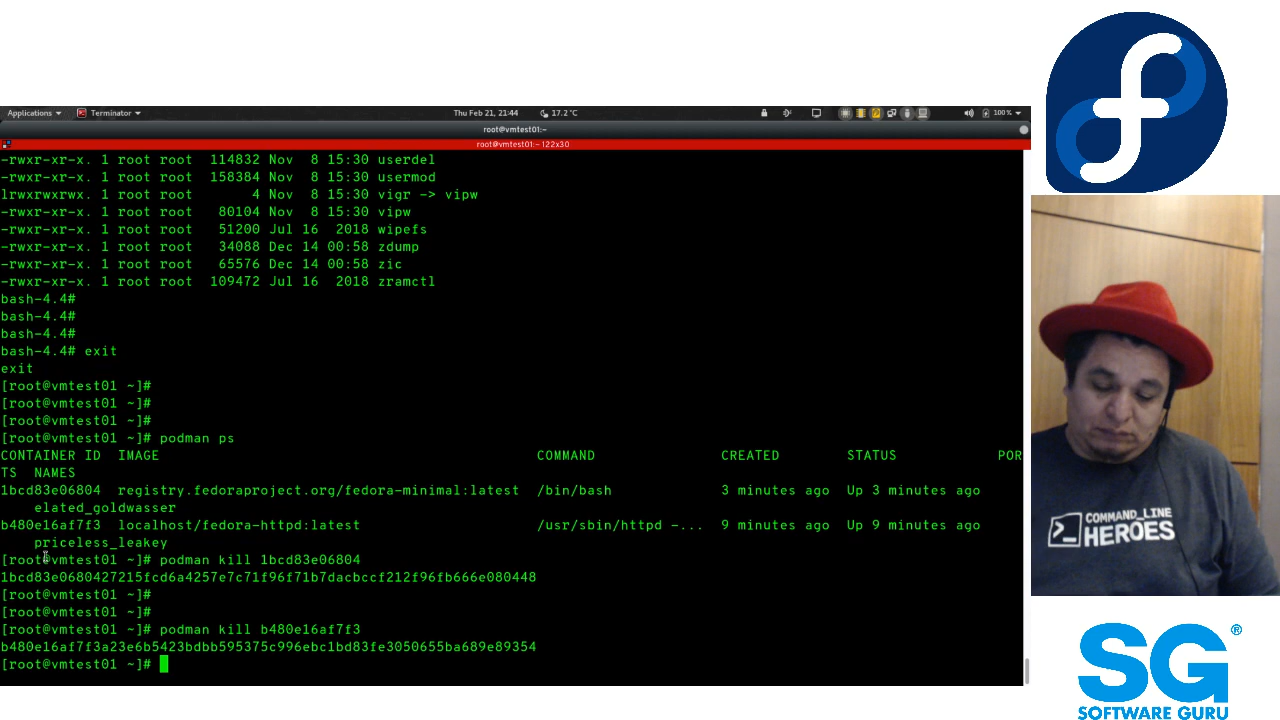 Applications
Terminator
Thu Feb 21, 21:44
17.2 °C
100%
root@vmtest01:~
root@vmtest01:~ 122x30
-rwxr-xr-x. 1 root root  114832 Nov  8 15:30 userdel
-rwxr-xr-x. 1 root root  158384 Nov  8 15:30 usermod
lrwxrwxrwx. 1 root root       4 Nov  8 15:30 vigr -> vipw
-rwxr-xr-x. 1 root root   80104 Nov  8 15:30 vipw
-rwxr-xr-x. 1 root root   51200 Jul 16  2018 wipefs
-rwxr-xr-x. 1 root root   34088 Dec 14 00:58 zdump
-rwxr-xr-x. 1 root root   65576 Dec 14 00:58 zic
-rwxr-xr-x. 1 root root  109472 Jul 16  2018 zramctl
bash-4.4#
bash-4.4#
bash-4.4#
bash-4.4# exit
exit
[root@vmtest01 ~]#
[root@vmtest01 ~]#
[root@vmtest01 ~]#
[root@vmtest01 ~]# podman ps
CONTAINER ID  IMAGE                                             COMMAND               CREATED        STATUS            POR
TS  NAMES
1bcd83e06804  registry.fedoraproject.org/fedora-minimal:latest  /bin/bash             3 minutes ago  Up 3 minutes ago
    elated_goldwasser
b480e16af7f3  localhost/fedora-httpd:latest                     /usr/sbin/httpd -...  9 minutes ago  Up 9 minutes ago
    priceless_leakey
[root@vmtest01 ~]# podman kill 1bcd83e06804
1bcd83e0680427215fcd6a4257e7c71f96f71b7dacbccf212f96fb666e080448
[root@vmtest01 ~]#
[root@vmtest01 ~]#
[root@vmtest01 ~]# podman kill b480e16af7f3
b480e16af7f3a23e6b5423bdbb595375c996ebc1bd83fe3050655ba689e89354
[root@vmtest01 ~]#
COMMAND_LINE
HEROES
SG®
SOFTWARE GURU